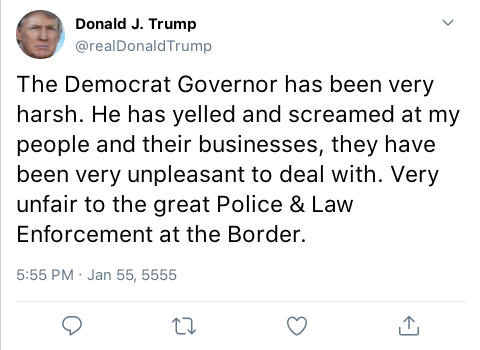 Donald J. Trump
@realDonaldTrump
The Democrat Governor has been very
harsh. He has yelled and screamed at my
people and their businesses, they have
been very unpleasant to deal with. Very
unfair to the great Police & Law
Enforcement at the Border.
5:55 PM · Jan 55, 5555